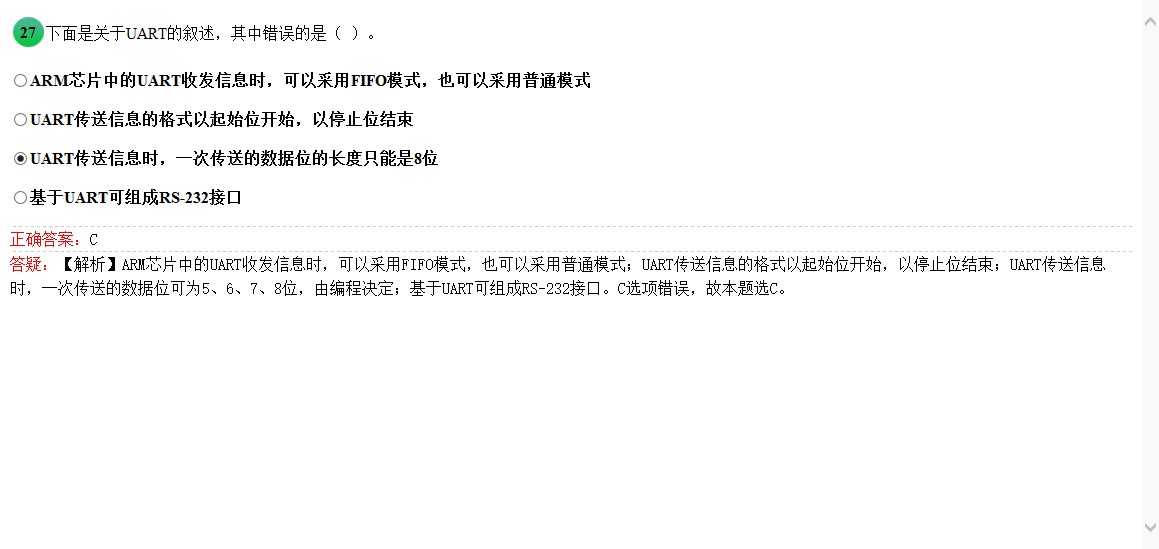 27 下面是关于UART的叙述，其中错误的是（ ）。
ARM芯片中的UART收发信息时，可以采用FIFO模式，也可以采用普通模式
UART传送信息的格式以起始位开始，以停止位结束
UART传送信息时，一次传送的数据位的长度只能是8位
基于UART可组成RS-232接口
正确答案：C
答疑：【解析】ARM芯片中的UART收发信息时，可以采用FIFO模式，也可以采用普通模式；UART传送信息的格式以起始位开始，以停止位结束；UART传送信息
时，一次传送的数据位可为5、6、7、8位，由编程决定；基于UART可组成RS-232接口。C选项错误，故本题选C。